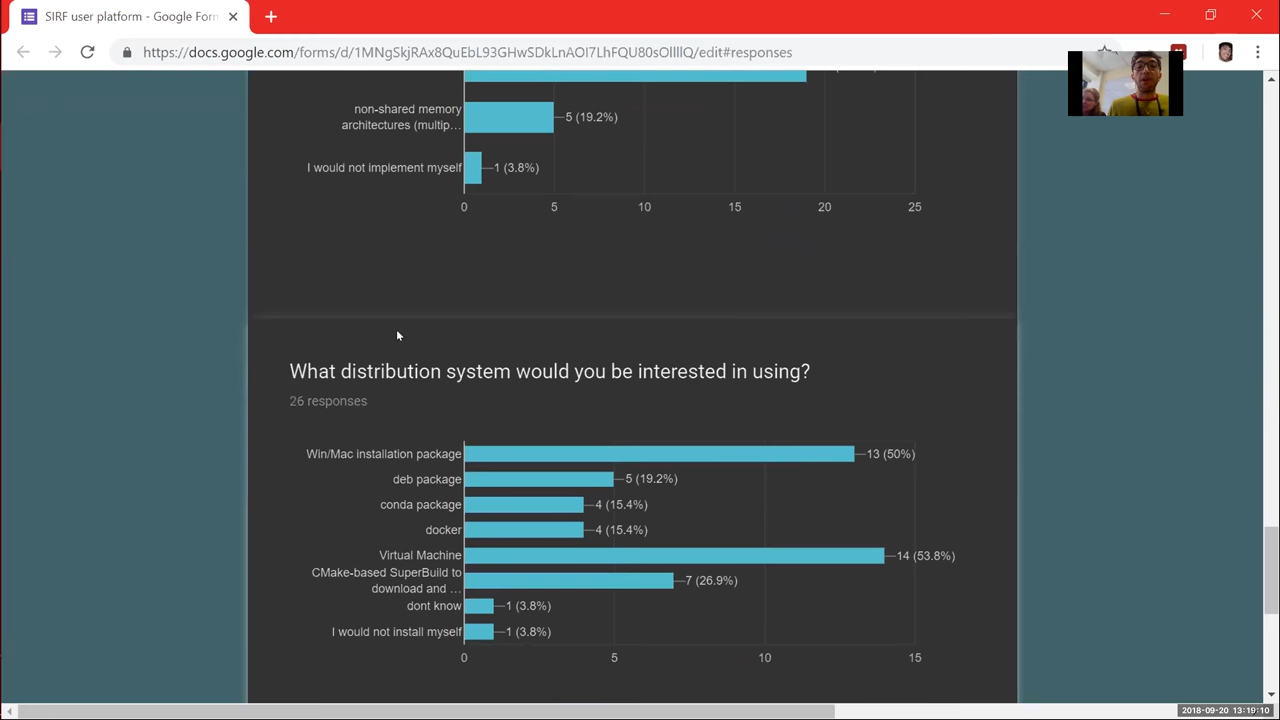 SIRF user platform - Google For
https://docs.google.com/forms/d/1MNgSkjRAx8QuEbL93GHwSDkLnAO!7LhFQU80sOllllQ/edit#responses
non-shared memory
architectures (multip...
5 (19.2%)
I would not implement myself
1 (3.8%)
0 5 10 15 20 25
What distribution system would you be interested in using?
26 responses
Win/Mac installation package
13 (50%)
deb package
5 (19.2%)
conda package
4 (15.4%)
docker
4 (15.4%)
Virtual Machine
14 (53.8%)
CMake-based SuperBuild to
download and ...
7 (26.9%)
dont know
1 (3.8%)
I would not install myself
1 (3.8%)
0 5 10 15
2018-09-20 13:19:10